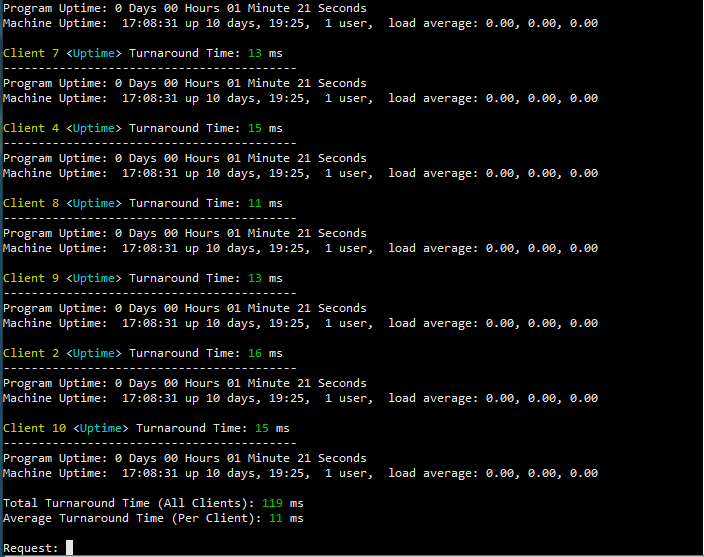 Program Uptime: 0 Days 00 Hours 01 Minute 21 Seconds
Machine Uptime:  17:08:31 up 10 days, 19:25,  1 user,  load average: 0.00, 0.00, 0.00
Client 7 <Uptime> Turnaround Time: 13 ms
------------------------------------------
Program Uptime: 0 Days 00 Hours 01 Minute 21 Seconds
Machine Uptime:  17:08:31 up 10 days, 19:25,  1 user,  load average: 0.00, 0.00, 0.00
Client 4 <Uptime> Turnaround Time: 15 ms
------------------------------------------
Program Uptime: 0 Days 00 Hours 01 Minute 21 Seconds
Machine Uptime:  17:08:31 up 10 days, 19:25,  1 user,  load average: 0.00, 0.00, 0.00
Client 8 <Uptime> Turnaround Time: 11 ms
------------------------------------------
Program Uptime: 0 Days 00 Hours 01 Minute 21 Seconds
Machine Uptime:  17:08:31 up 10 days, 19:25,  1 user,  load average: 0.00, 0.00, 0.00
Client 9 <Uptime> Turnaround Time: 13 ms
------------------------------------------
Program Uptime: 0 Days 00 Hours 01 Minute 21 Seconds
Machine Uptime:  17:08:31 up 10 days, 19:25,  1 user,  load average: 0.00, 0.00, 0.00
Client 2 <Uptime> Turnaround Time: 16 ms
------------------------------------------
Program Uptime: 0 Days 00 Hours 01 Minute 21 Seconds
Machine Uptime:  17:08:31 up 10 days, 19:25,  1 user,  load average: 0.00, 0.00, 0.00
Client 10 <Uptime> Turnaround Time: 15 ms
------------------------------------------
Program Uptime: 0 Days 00 Hours 01 Minute 21 Seconds
Machine Uptime:  17:08:31 up 10 days, 19:25,  1 user,  load average: 0.00, 0.00, 0.00
Total Turnaround Time (All Clients): 119 ms
Average Turnaround Time (Per Client): 11 ms
Request: